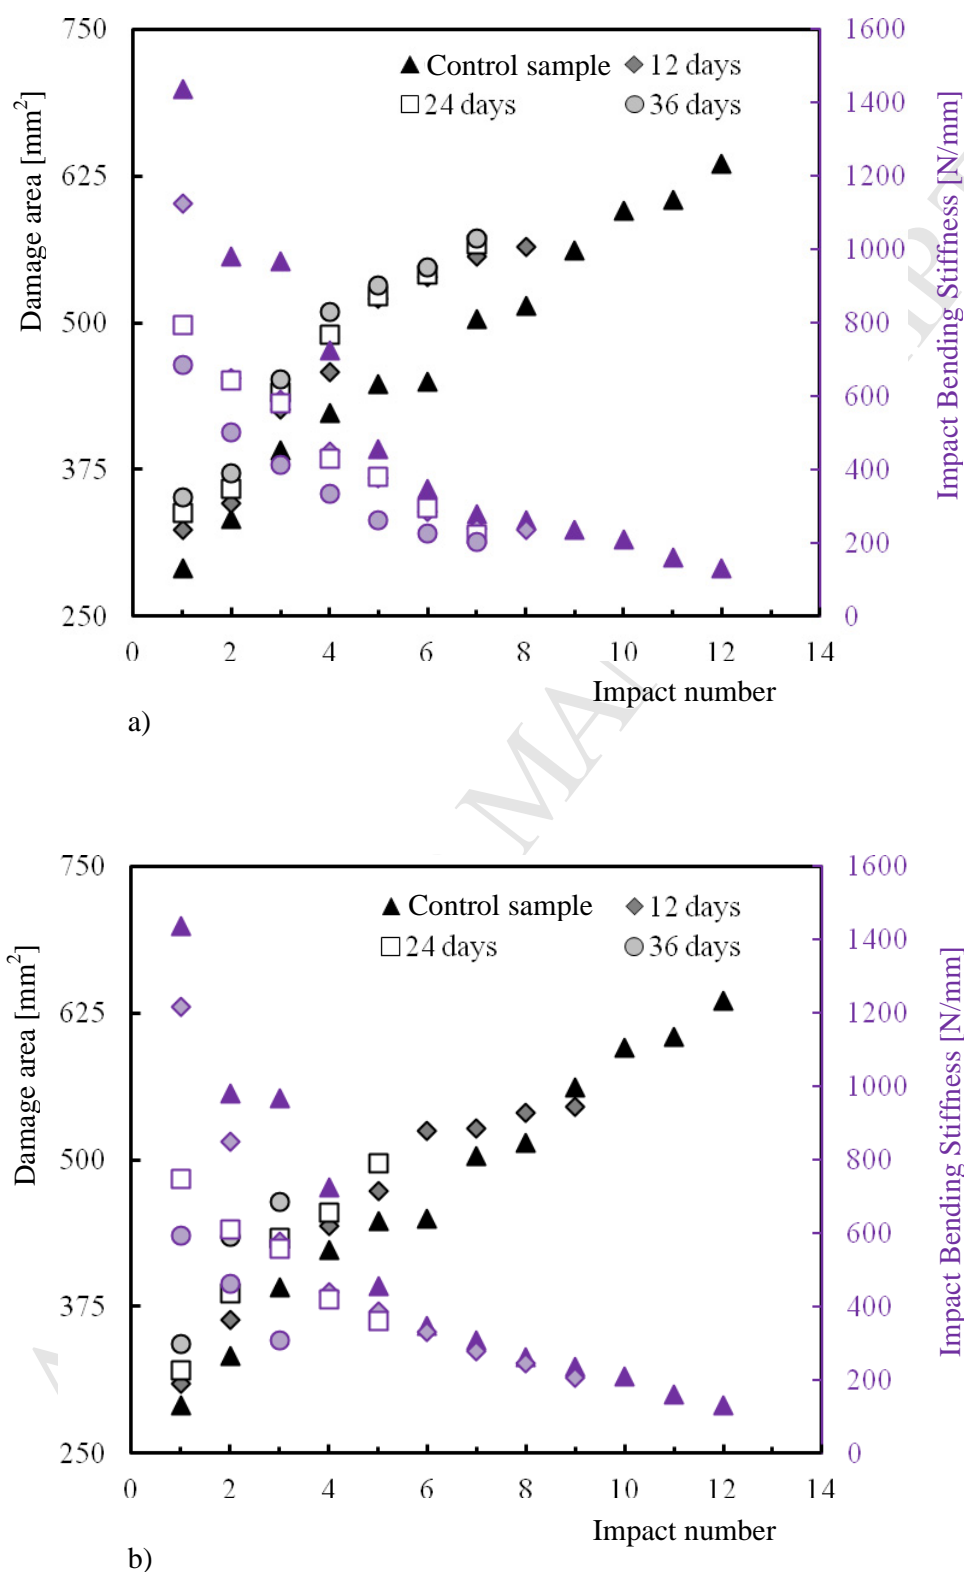 750 1600
▲ Control sample ◆ 12 days
□ 24 days ● 36 days
1400
625 1200
1000
500 800
600
375 400
200
250 0
0 2 4 6 8 10 12 14
Damage area [mm²]
Impact Bending Stiffness [N/mm]
Impact number
a)
MAN
750 1600
▲ Control sample ◆ 12 days
□ 24 days ● 36 days
1400
625 1200
1000
500 800
600
375 400
200
250 0
0 2 4 6 8 10 12 14
Damage area [mm²]
Impact Bending Stiffness [N/mm]
Impact number
b)